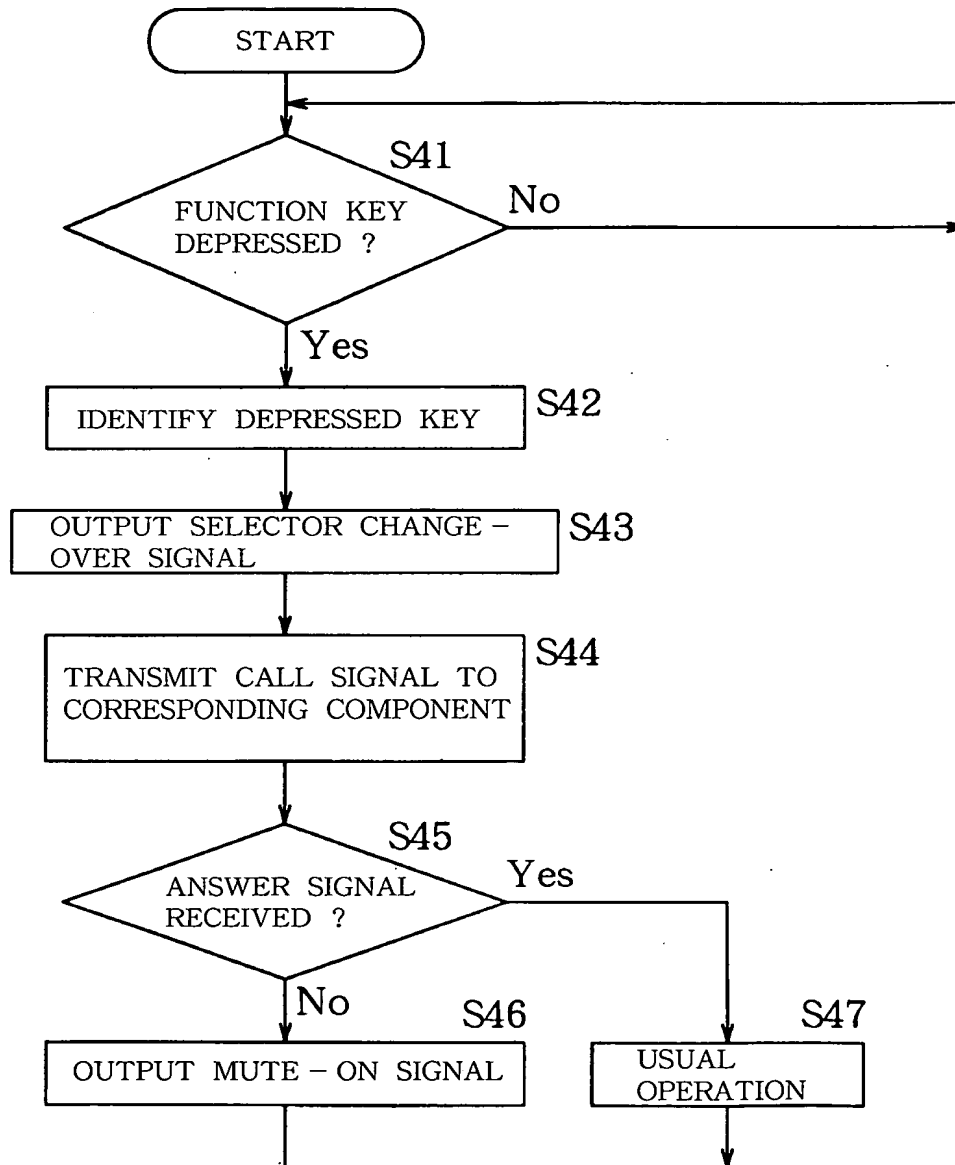 START
S41
FUNCTION KEY
DEPRESSED ?
No
Yes
IDENTIFY DEPRESSED KEY
S42
OUTPUT SELECTOR CHANGE –
OVER SIGNAL
S43
TRANSMIT CALL SIGNAL TO
CORRESPONDING COMPONENT
S44
S45
ANSWER SIGNAL
RECEIVED ?
Yes
No
S46
OUTPUT MUTE – ON SIGNAL
S47
USUAL
OPERATION